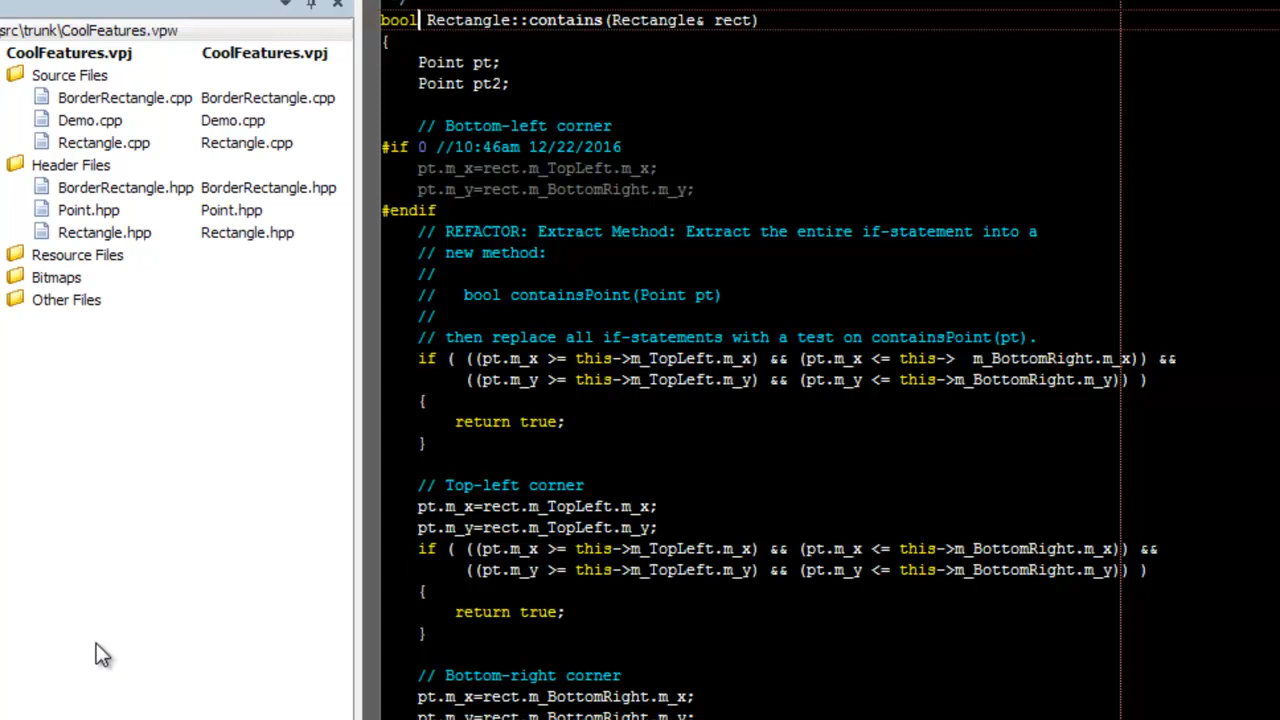 src\trunk\CoolFeatures.vpw
CoolFeatures.vpj CoolFeatures.vpj
Source Files
BorderRectangle.cpp BorderRectangle.cpp
Demo.cpp Demo.cpp
Rectangle.cpp Rectangle.cpp
Header Files
BorderRectangle.hpp BorderRectangle.hpp
Point.hpp Point.hpp
Rectangle.hpp Rectangle.hpp
Resource Files
Bitmaps
Other Files
bool Rectangle::contains(Rectangle& rect)
{
Point pt;
Point pt2;
// Bottom-left corner
#if 0 //10:46am 12/22/2016
pt.m_x=rect.m_TopLeft.m_x;
pt.m_y=rect.m_BottomRight.m_y;
#endif
// REFACTOR: Extract Method: Extract the entire if-statement into a
// new method:
//
// bool containsPoint(Point pt)
//
// then replace all if-statements with a test on containsPoint(pt).
if ( ((pt.m_x >= this->m_TopLeft.m_x) && (pt.m_x <= this-> m_BottomRight.m_x)) &&
((pt.m_y >= this->m_TopLeft.m_y) && (pt.m_y <= this->m_BottomRight.m_y)) )
{
return true;
}
// Top-left corner
pt.m_x=rect.m_TopLeft.m_x;
pt.m_y=rect.m_TopLeft.m_y;
if ( ((pt.m_x >= this->m_TopLeft.m_x) && (pt.m_x <= this->m_BottomRight.m_x)) &&
((pt.m_y >= this->m_TopLeft.m_y) && (pt.m_y <= this->m_BottomRight.m_y)) )
{
return true;
}
// Bottom-right corner
pt.m_x=rect.m_BottomRight.m_x;
pt.m_y=rect.m_BottomRight.m_y;